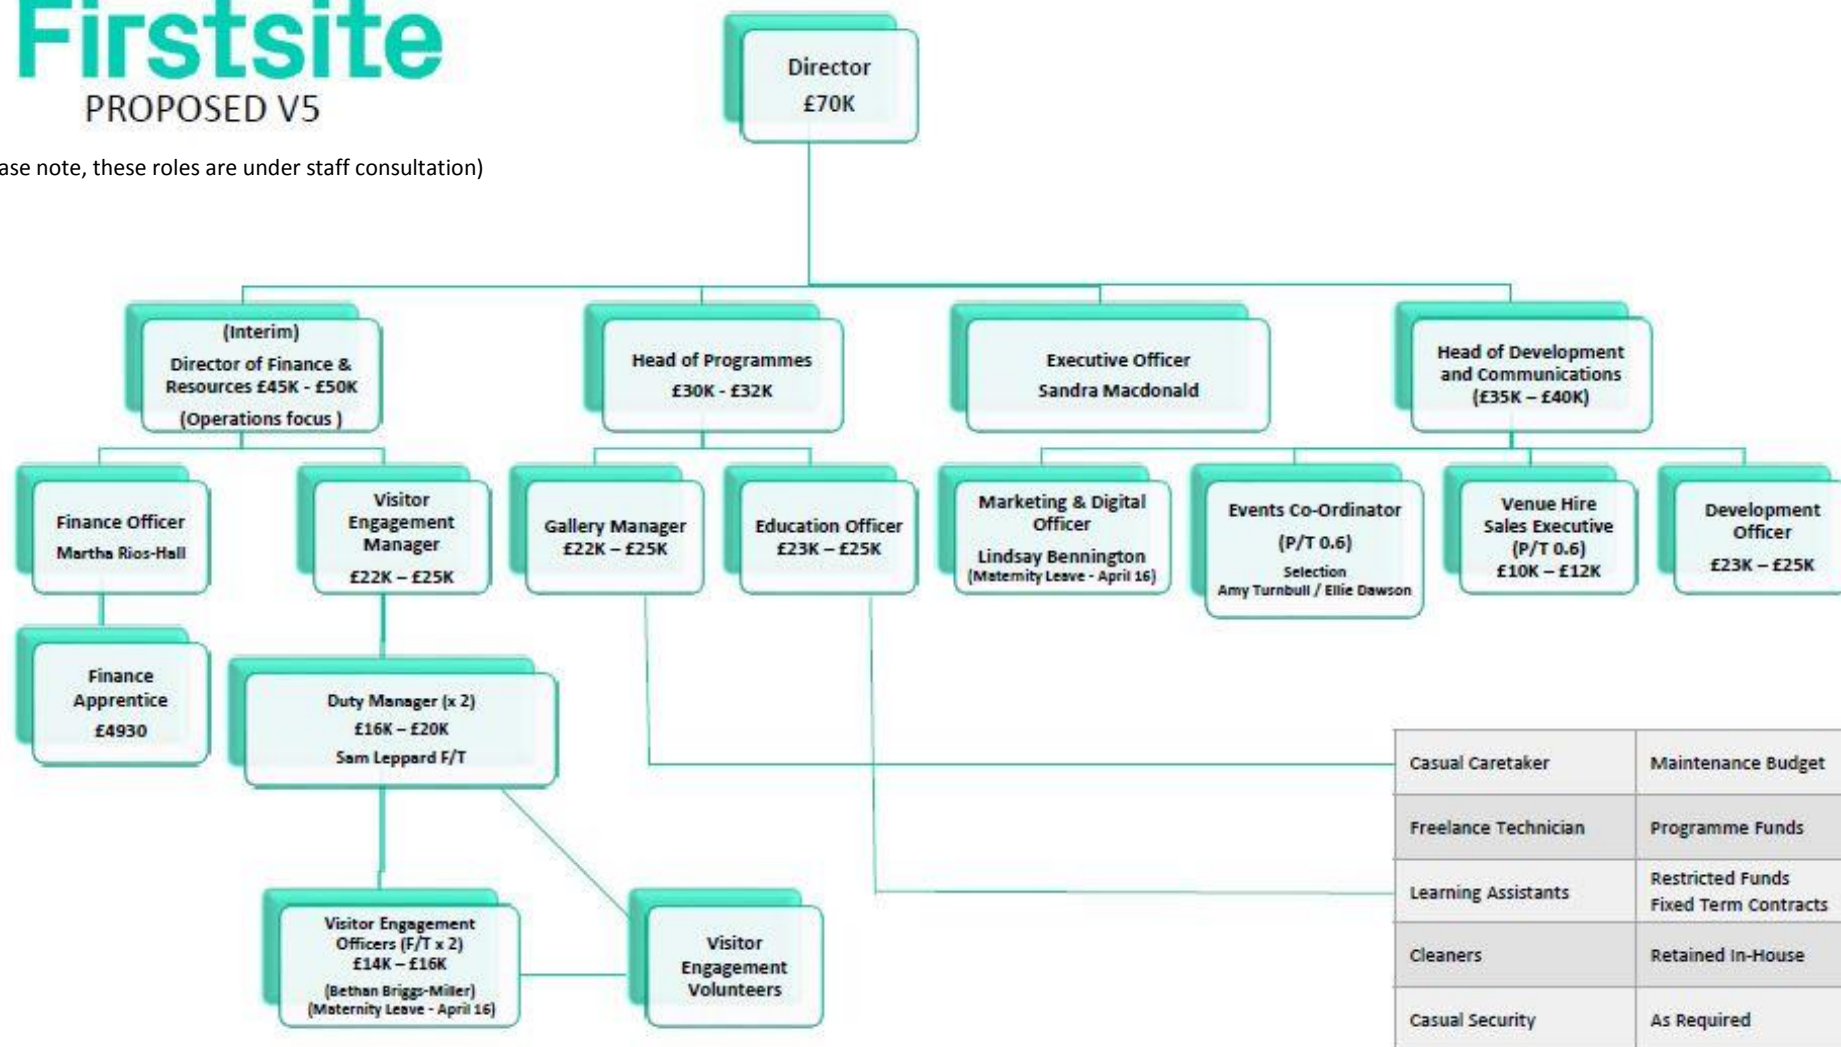 Firstsite
PROPOSED V5
ase note, these roles are under staff consultation)
Director
£70K
(Interim)
Director of Finance &
Resources £45K - £50K
(Operations focus )
Head of Programmes
£30K - £32K
Executive Officer
Sandra Macdonald
Head of Development
and Communications
(£35K – £40K)
Finance Officer
Martha Rios-Hall
Visitor
Engagement
Manager
£22K – £25K
Gallery Manager
£22K – £25K
Education Officer
£23K – £25K
Marketing & Digital
Officer
Lindsay Bennington
(Maternity Leave - April 16)
Events Co-Ordinator
(P/T 0.6)
Selection
Amy Turnbull / Ellie Dawson
Venue Hire
Sales Executive
(P/T 0.6)
£10K – £12K
Development
Officer
£23K – £25K
Finance
Apprentice
£4930
Duty Manager (x 2)
£16K – £20K
Sam Leppard F/T
Visitor Engagement
Officers (F/T x 2)
£14K – £16K
(Bethan Briggs-Miller)
(Maternity Leave - April 16)
Visitor
Engagement
Volunteers
Casual Caretaker
Maintenance Budget
Freelance Technician
Programme Funds
Learning Assistants
Restricted Funds
Fixed Term Contracts
Cleaners
Retained In-House
Casual Security
As Required